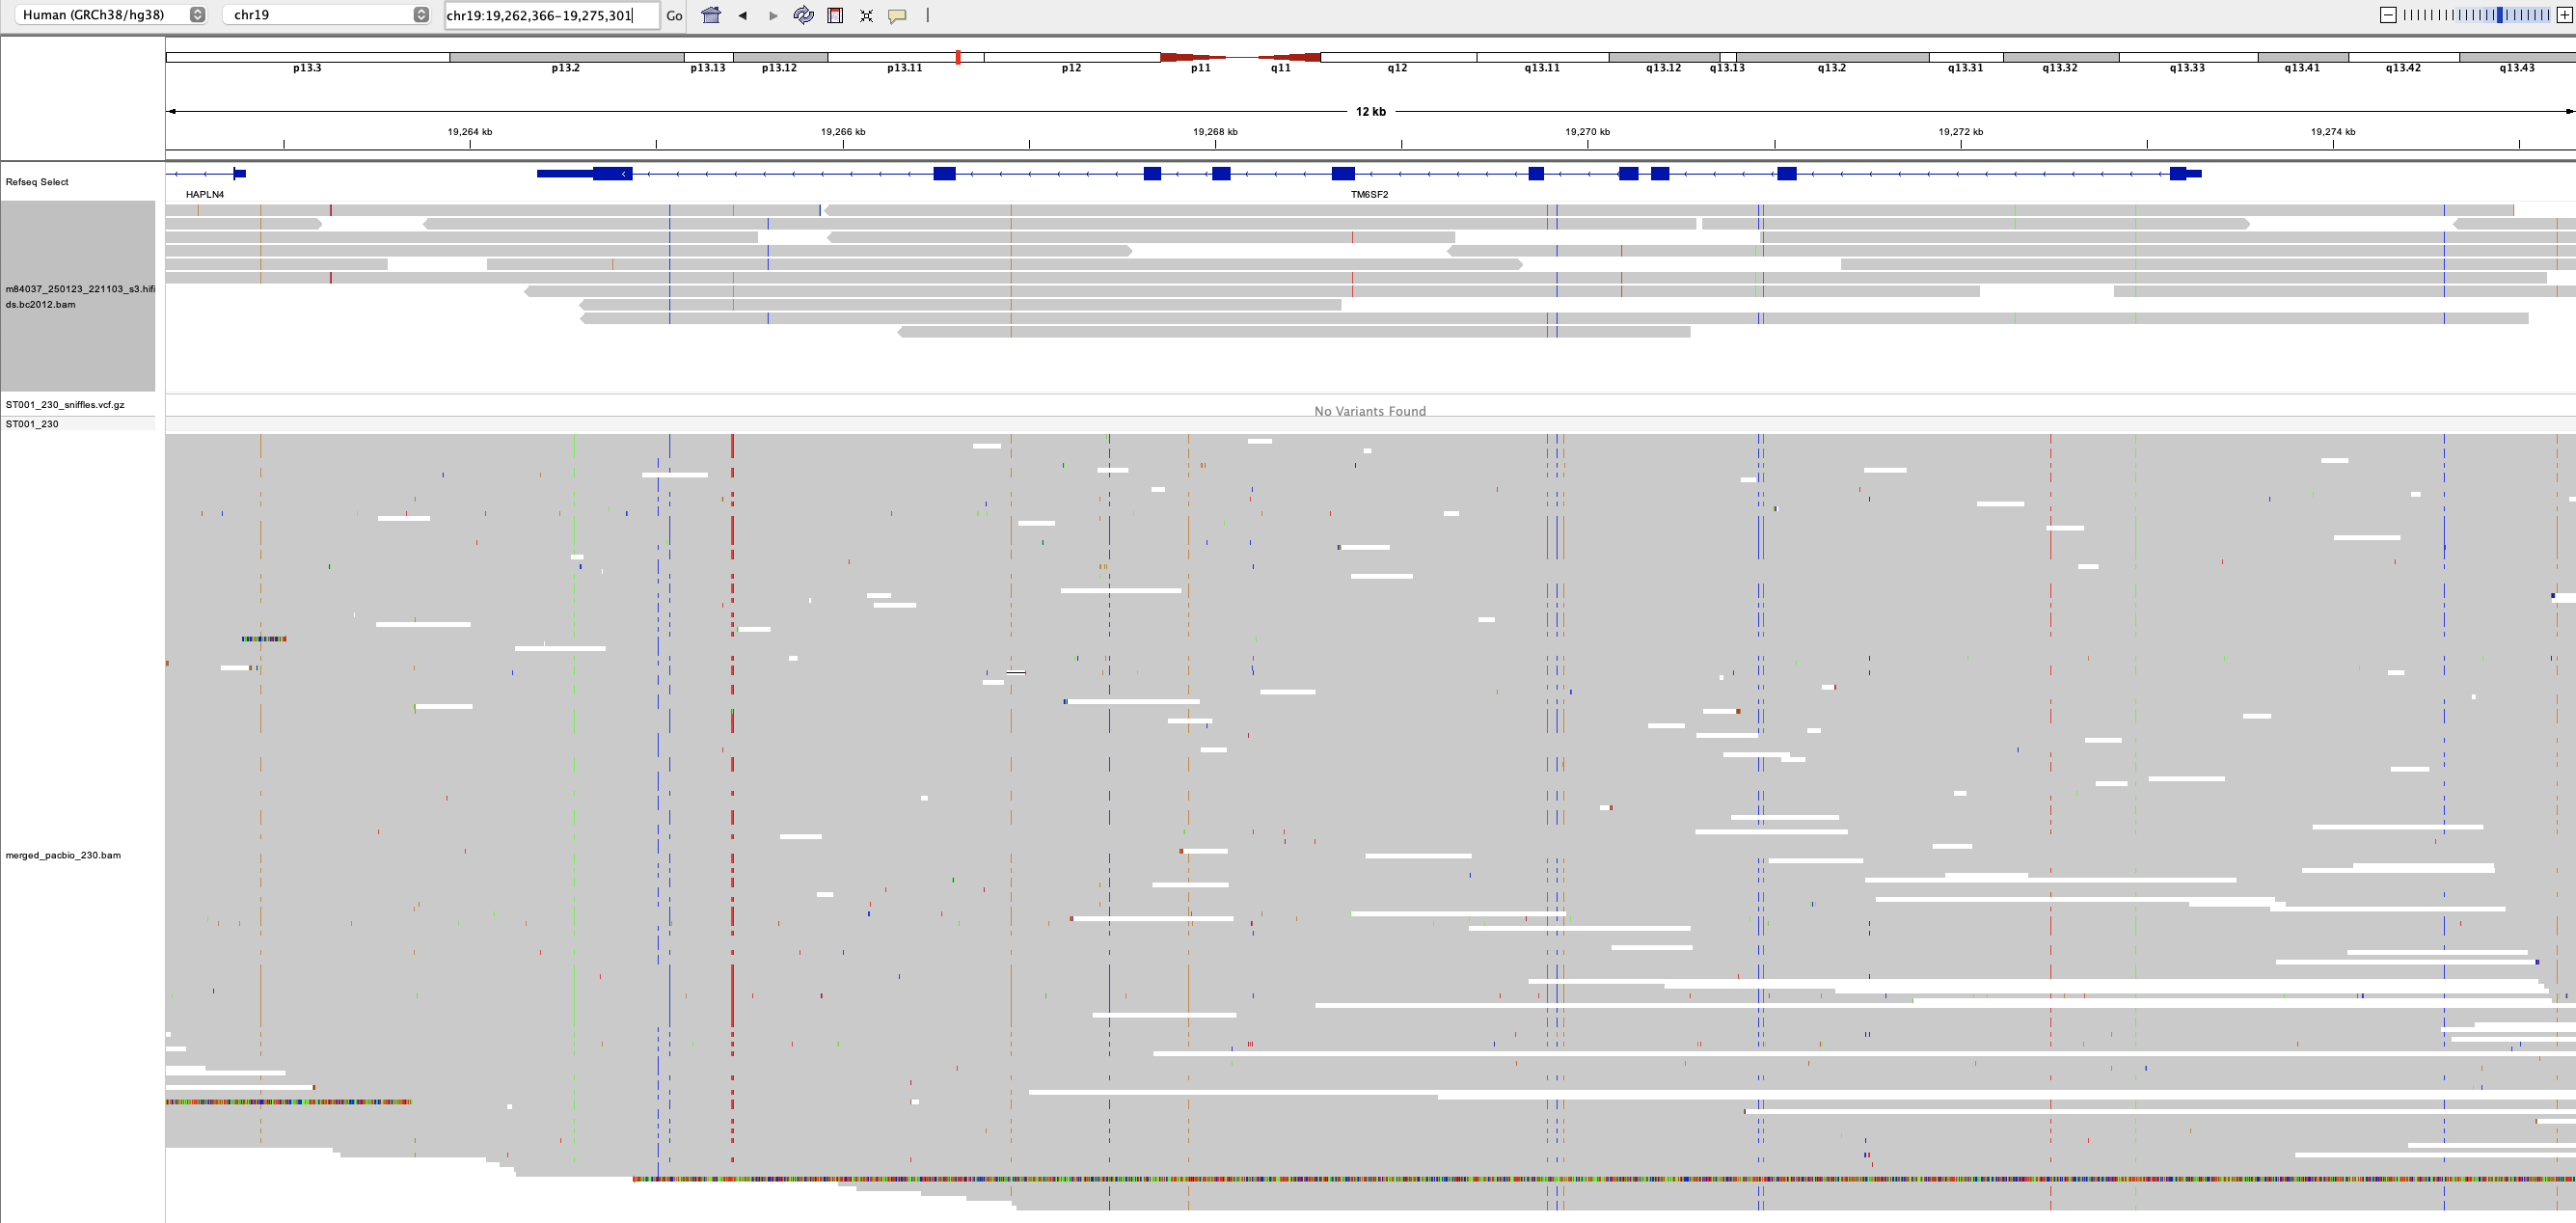 Human (GRCh38/hg38) chr19 chr19:19,262,366-19,275,301 Go
p13.3 p13.2 p13.13 p13.12 p13.11 p12 p11 q11 q12 q13.11 q13.12 q13.13 q13.2 q13.31 q13.32 q13.33 q13.41 q13.42 q13.43
12 kb
19,264 kb 19,266 kb 19,268 kb 19,270 kb 19,272 kb 19,274 kb
Refseq Select
HAPLN4 TM6SF2
m84037_250123_221103_s3.hifi
ds.bc2012.bam
ST001_230_sniffles.vcf.gz
No Variants Found
ST001_230
merged_pacbio_230.bam